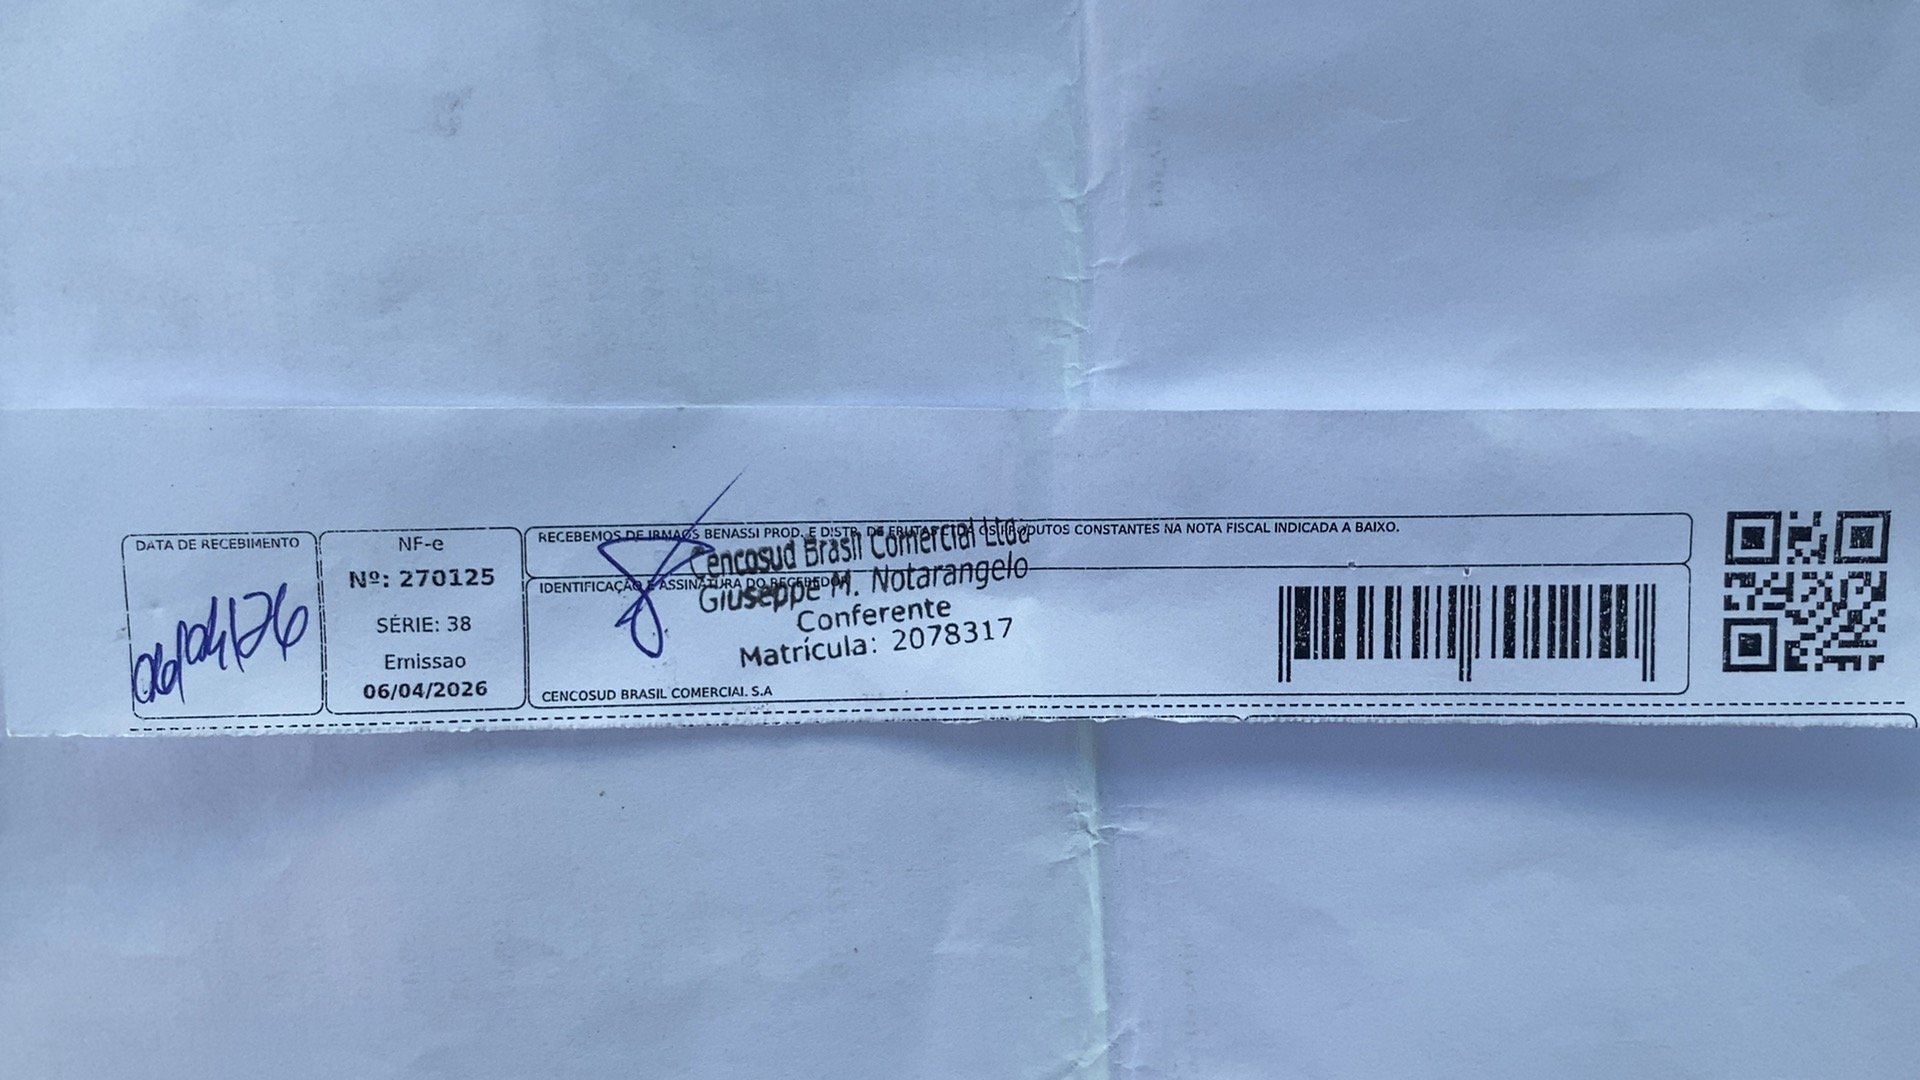 DATA DE RECEBIMENTO
06/04/26
NF-e
Nº: 270125
SÉRIE: 38
Emissao
06/04/2026
RECEBEMOS DE IRMAOS BENASSI PROD. E DISTR. DE FRUTAS OS PRODUTOS CONSTANTES NA NOTA FISCAL INDICADA A BAIXO.
IDENTIFICAÇÃO E ASSINATURA DO RECEBEDOR
Cencosud Brasil Comercial Ltda
Giuseppe M. Notarangelo
Conferente
Matrícula: 2078317
CENCOSUD BRASIL COMERCIAL S.A